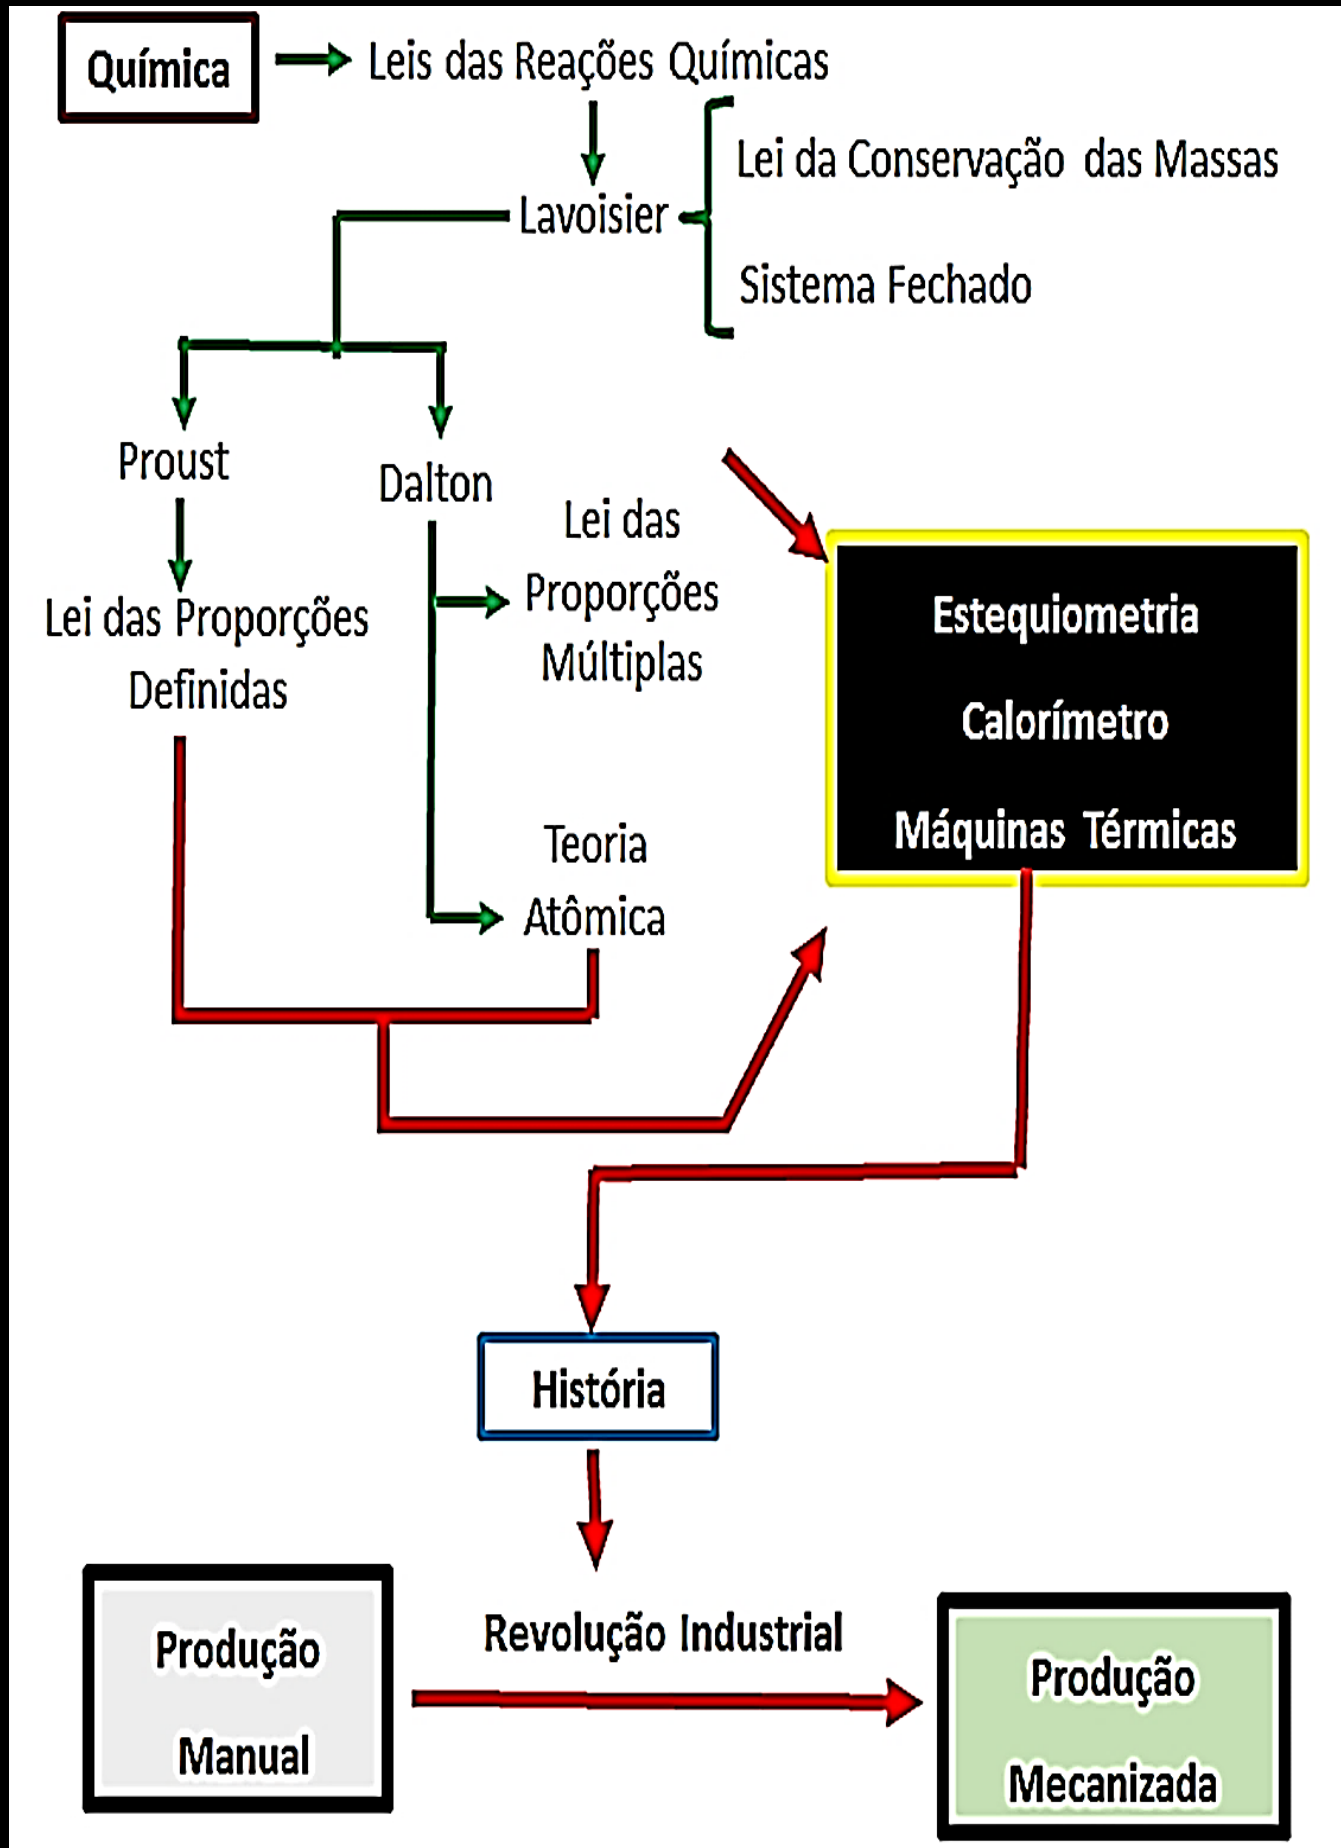 Química
Leis das Reações Químicas
Lei da Conservação das Massas
Lavoisier
Sistema Fechado
Proust
Dalton
Lei das Proporções
Definidas
Lei das
Proporções
Múltiplas
Teoria
Atômica
Estequiometria
Calorímetro
Máquinas Térmicas
História
Revolução Industrial
Produção
Manual
Produção
Mecanizada